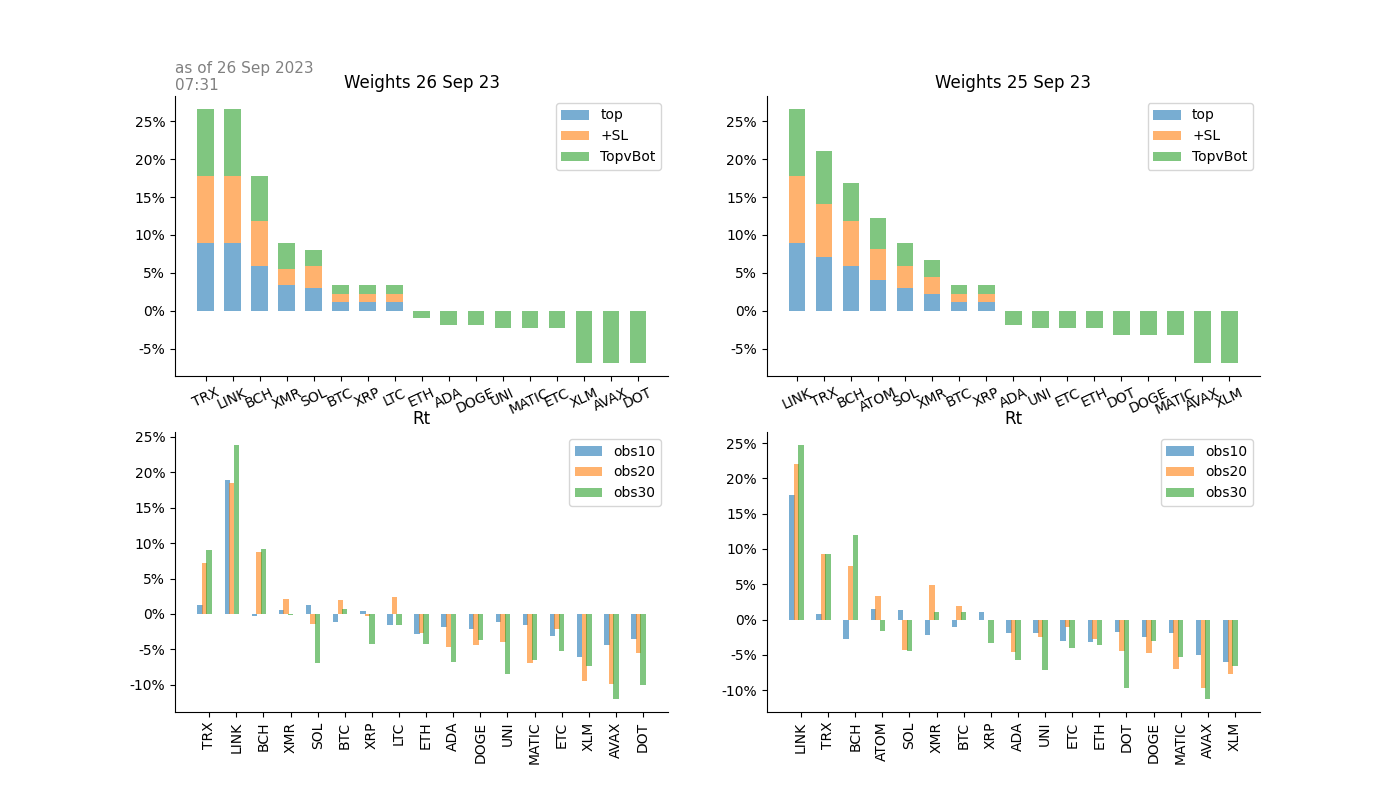 as of 26 Sep 2023
07:31
Weights 26 Sep 23
25%
20%
15%
10%
5%
0%
-5%
top
+SL
TopvBot
TRX LINK BCH XMR SOL BTC XRP LTC ETH ADA DOGE UNI MATIC ETC XLM AVAX DOT
Weights 25 Sep 23
25%
20%
15%
10%
5%
0%
-5%
top
+SL
TopvBot
LINK TRX BCH ATOM SOL XMR BTC XRP ADA UNI ETC ETH DOT DOGE MATIC AVAX XLM
Rt
25%
20%
15%
10%
5%
0%
-5%
-10%
obs10
obs20
obs30
TRX LINK BCH XMR SOL BTC XRP LTC ETH ADA DOGE UNI MATIC ETC XLM AVAX DOT
Rt
25%
20%
15%
10%
5%
0%
-5%
-10%
obs10
obs20
obs30
LINK TRX BCH ATOM SOL XMR BTC XRP ADA UNI ETC ETH DOT DOGE MATIC AVAX XLM